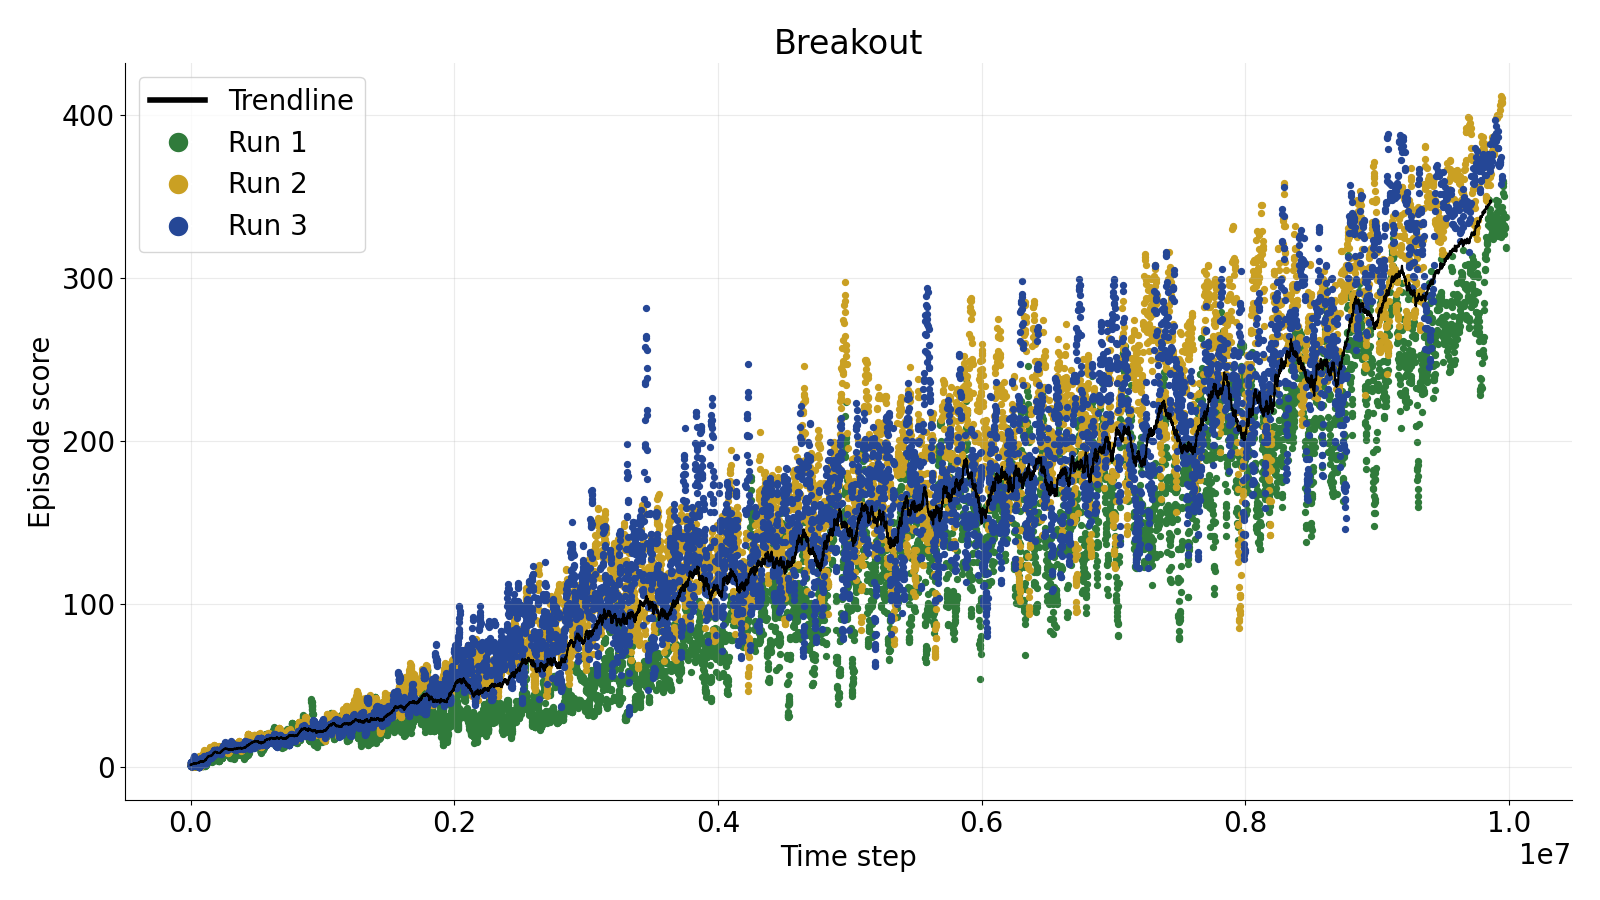 Breakout
Trendline
Run 1
Run 2
Run 3
Episode score
400
300
200
100
0
0.0 0.2 0.4 0.6 0.8 1.0
1e7
Time step